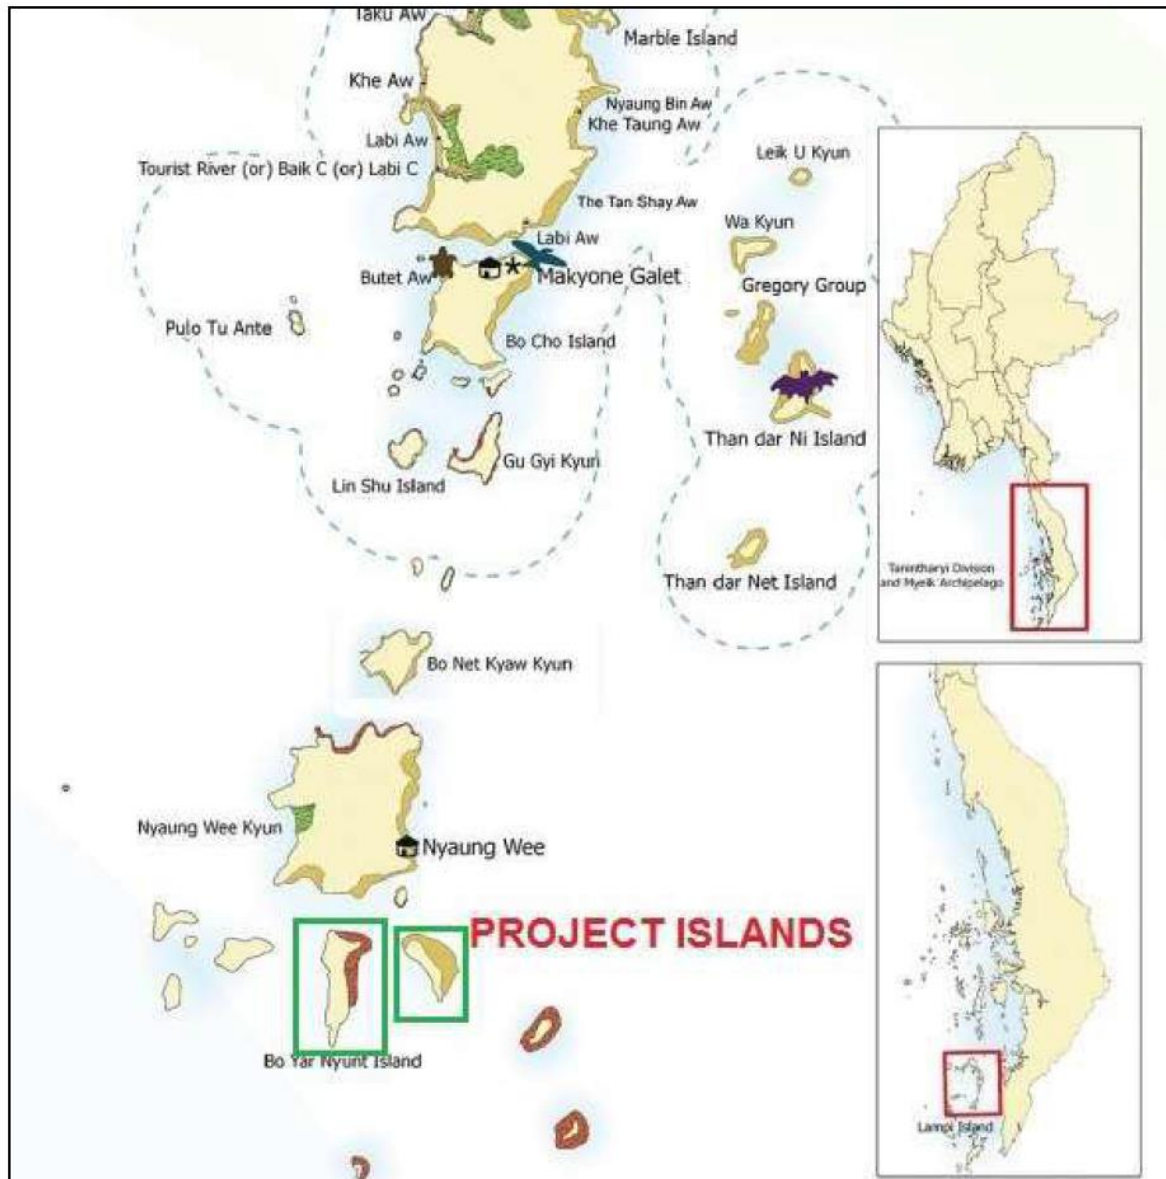 Taku Aw
Marble Island
Khe Aw
Nyaung Bin Aw
Khe Taung Aw
Labi Aw
Leik U Kyun
Tourist River (or) Baik C (or) Labi C
The Tan Shay Aw
Wa Kyun
Labi Aw
Butet Aw
Makyone Galet
Gregory Group
Pulo Tu Ante
Bo Cho Island
Than dar Ni Island
Gu Gyi Kyun
Lin Shu Island
Than dar Net Island
Tanintharyi Division
and Myeik Archipelago
Bo Net Kyaw Kyun
Nyaung Wee Kyun
Nyaung Wee
PROJECT ISLANDS
Bo Yar Nyunt Island
Lampi Island